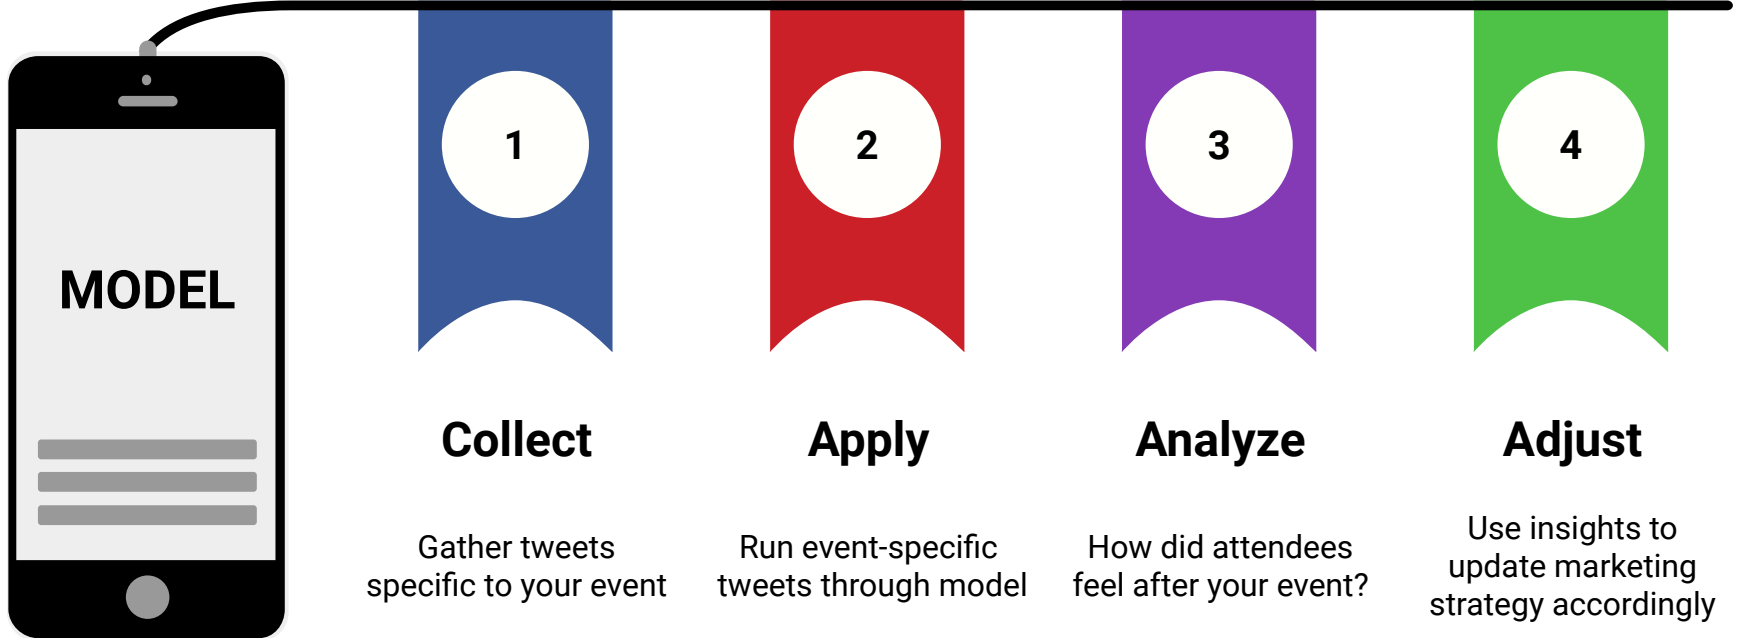 MODEL
1
Collect
Gather tweets
specific to your event
2
Apply
Run event-specific
tweets through model
3
Analyze
How did attendees
feel after your event?
4
Adjust
Use insights to
update marketing
strategy accordingly